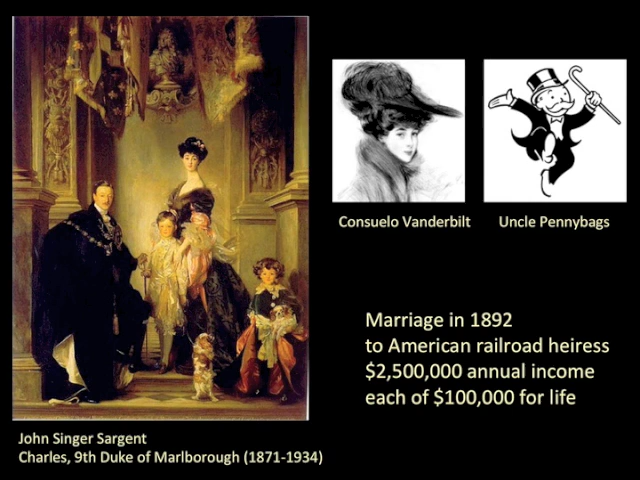 Consuelo Vanderbilt
Uncle Pennybags
Marriage in 1892
to American railroad heiress
$2,500,000 annual income
each of $100,000 for life
John Singer Sargent
Charles, 9th Duke of Marlborough (1871-1934)